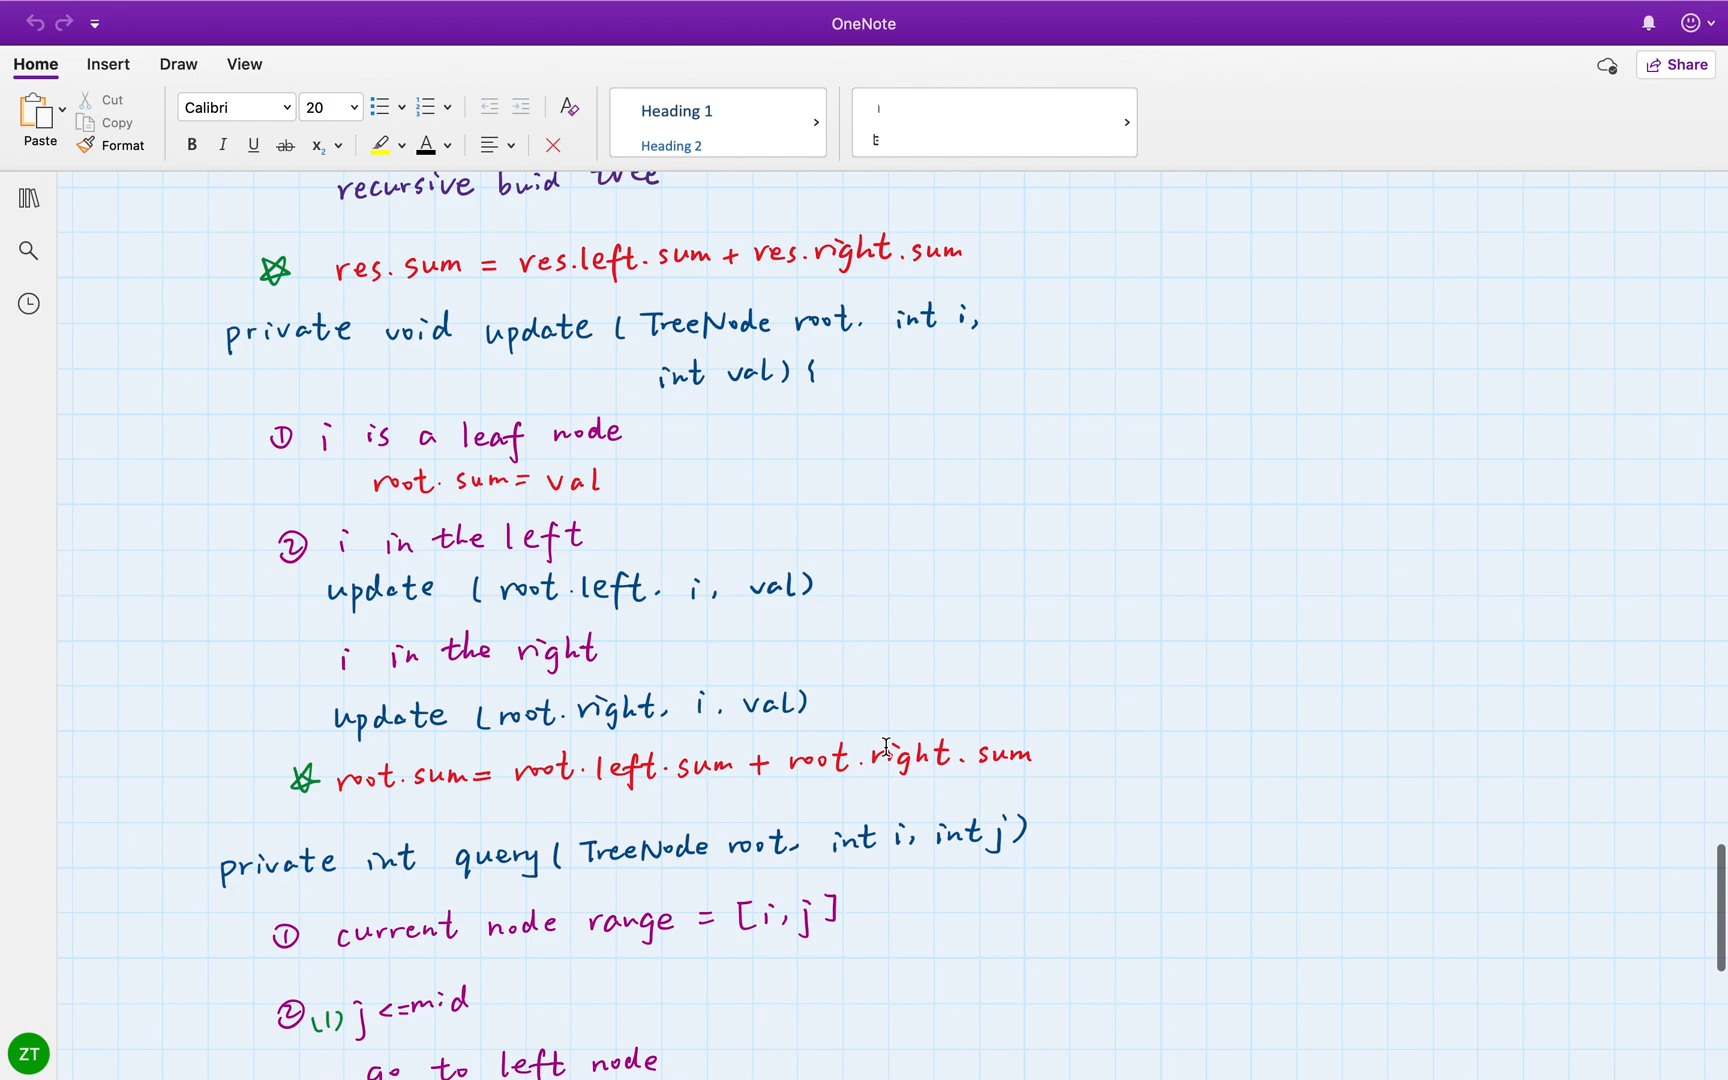 OneNote
Home Insert Draw View
Share
Paste
Cut
Copy
Format
Calibri
20
B I U ab x₂ A
Heading 1
Heading 2
recursive buid tree
res. sum = res.left. sum + res.right.sum
private void update ( TreeNode root. int i,
int val) {
① i is a leaf node
root. sum = val
② i in the left
update ( root.left. i, val)
i in the right
update (root.right, i. val)
root.sum = root.left.sum + root.right.sum
private int query( TreeNode root, int i, int j)
① current node range = [i, j]
② (1) j <= mid
go to left node
ZT